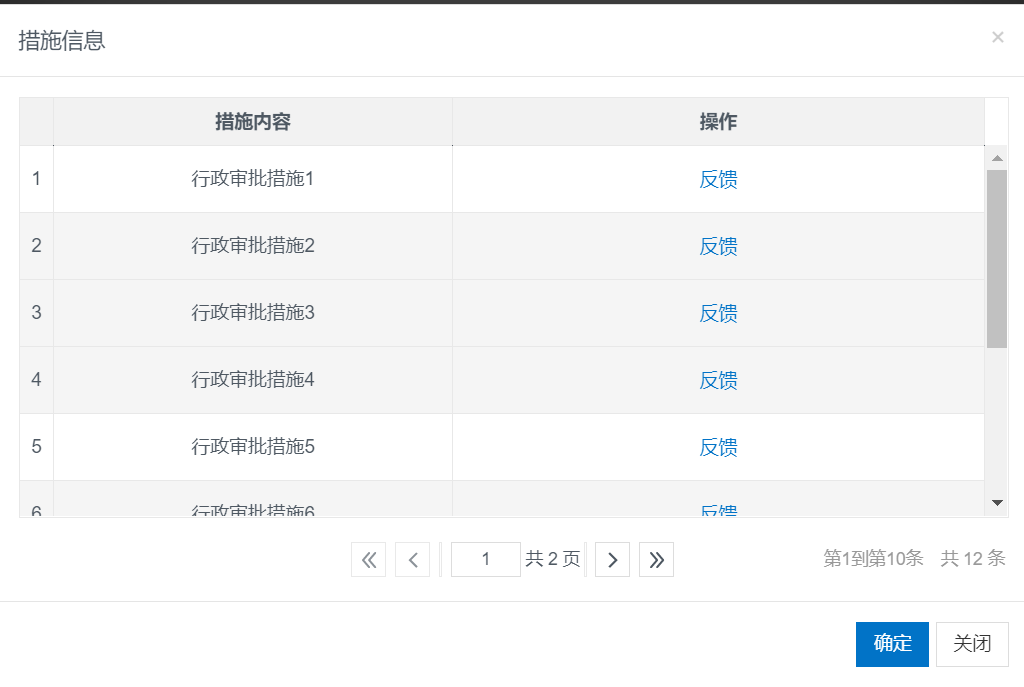 措施信息 ×
措施内容 操作
1 行政审批措施1 反馈
2 行政审批措施2 反馈
3 行政审批措施3 反馈
4 行政审批措施4 反馈
5 行政审批措施5 反馈
6 行政审批措施6 反馈
1 共 2 页 第1到第10条 共 12 条
确定 关闭